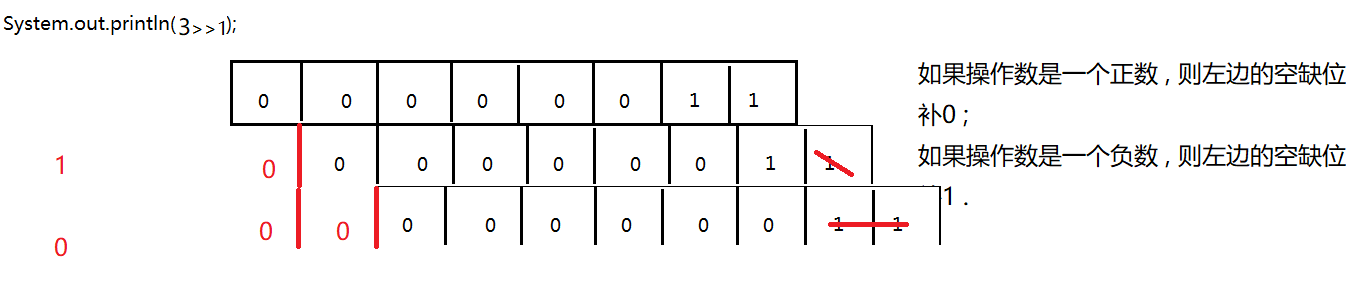 System.out.println(3>>1);
如果操作数是一个正数，则左边的空缺位
补0；
0 0 0 0 0 0 1 1
如果操作数是一个负数，则左边的空缺位
1 0 0 0 0 0 0 0 1 1
1．
0 0 0 0 0 0 0 0 1 1
0